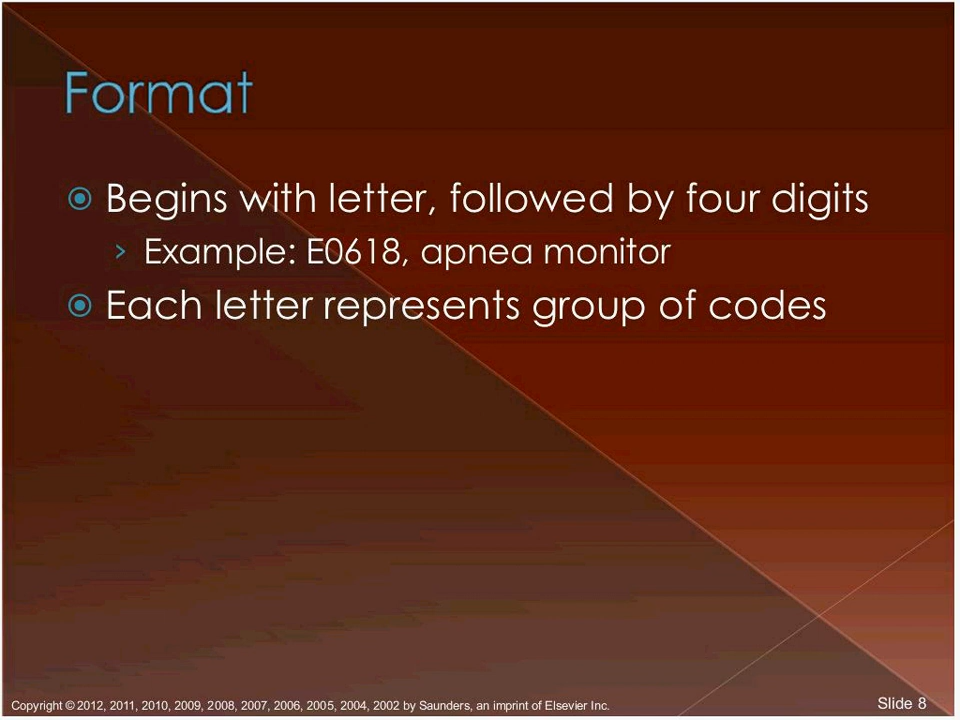 Format
Begins with letter, followed by four digits
Example: E0618, apnea monitor
Each letter represents group of codes
Copyright © 2012, 2011, 2010, 2009, 2008, 2007, 2006, 2005, 2004, 2002 by Saunders, an imprint of Elsevier Inc.
Slide 8